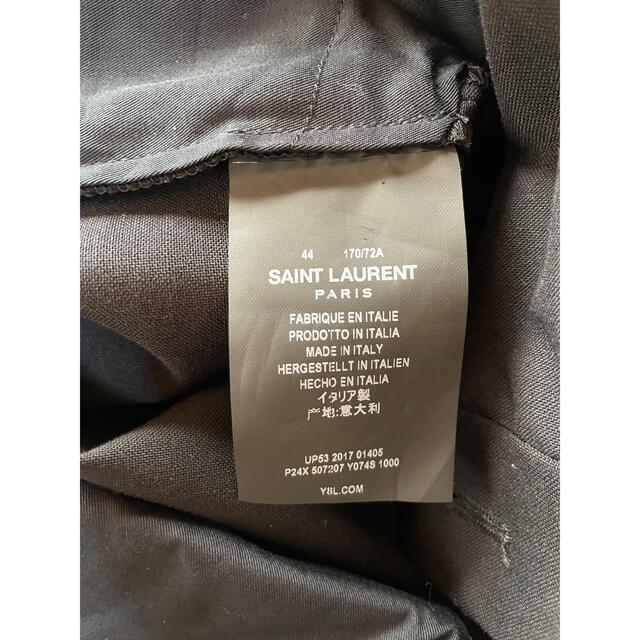 44 170/72A
SAINT LAURENT
PARIS
FABRIQUE EN ITALIE
PRODOTTO IN ITALIA
MADE IN ITALY
HERGESTELLT IN ITALIEN
HECHO EN ITALIA
イタリア製
产地:意大利
UP53 2017 01405
P24X 507207 Y074S 1000
YSL.COM